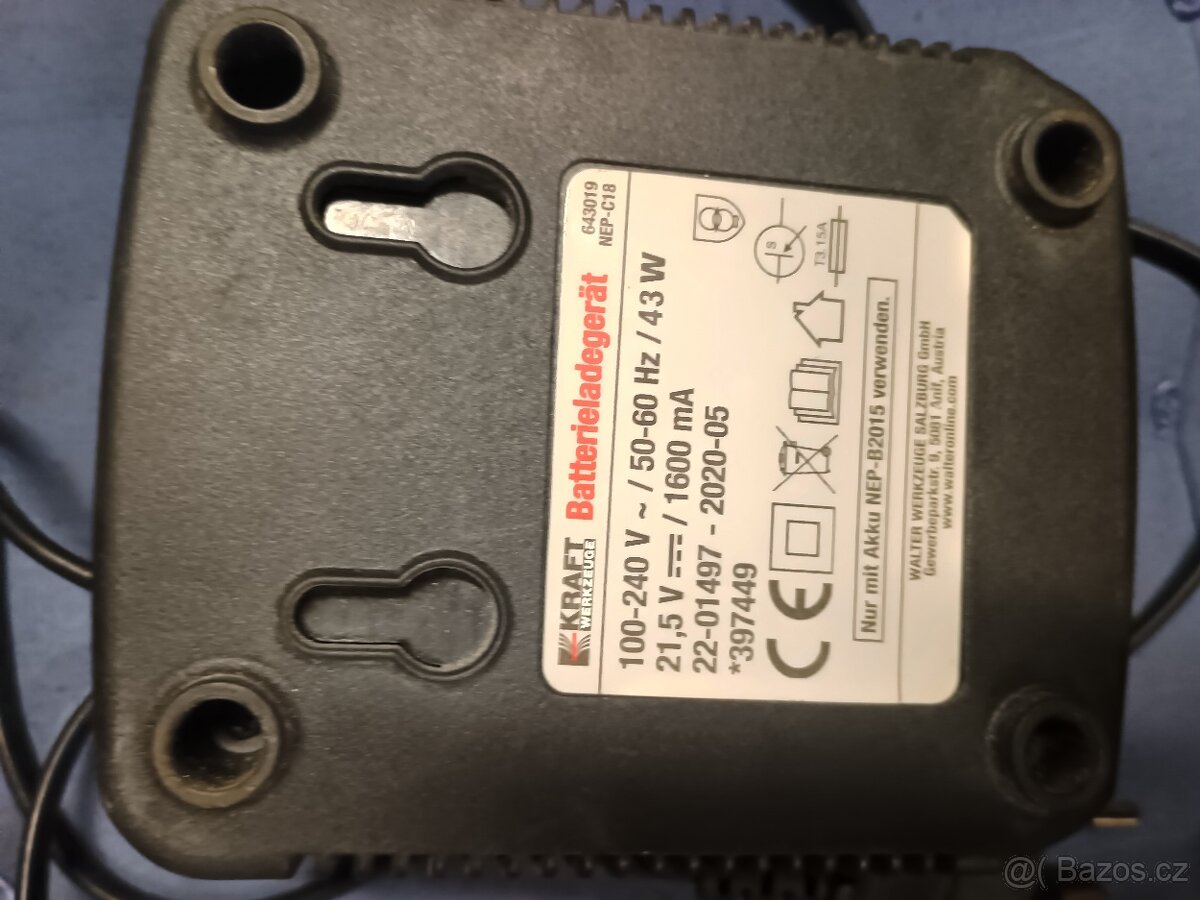 KRAFT
WERKZEUGE
Batterieladegerät
643019
NEP-C18
100-240 V ~ / 50-60 Hz / 43 W
21,5 V ⎓ / 1600 mA
22-01497 - 2020-05
*397449
S
T3.15A
CE
Nur mit Akku NEP-B2015 verwenden.
WALTER WERKZEUGE SALZBURG GmbH
Gewerbeparkstr. 9, 5081 Anif, Austria
www.walteronline.com
@( Bazos.cz